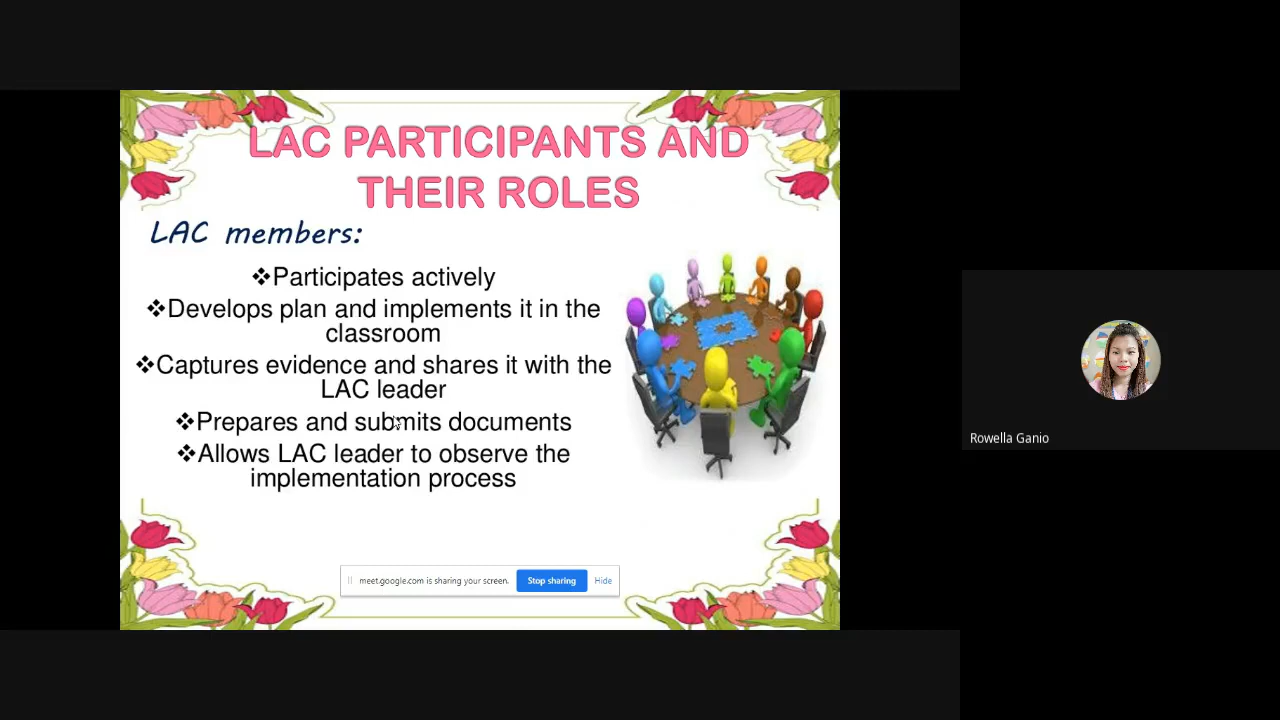 LAC PARTICIPANTS AND
THEIR ROLES
LAC members:
❖Participates actively
❖Develops plan and implements it in the
classroom
❖Captures evidence and shares it with the
LAC leader
❖Prepares and submits documents
❖Allows LAC leader to observe the
implementation process
meet.google.com is sharing your screen. Stop sharing Hide
Rowella Ganio